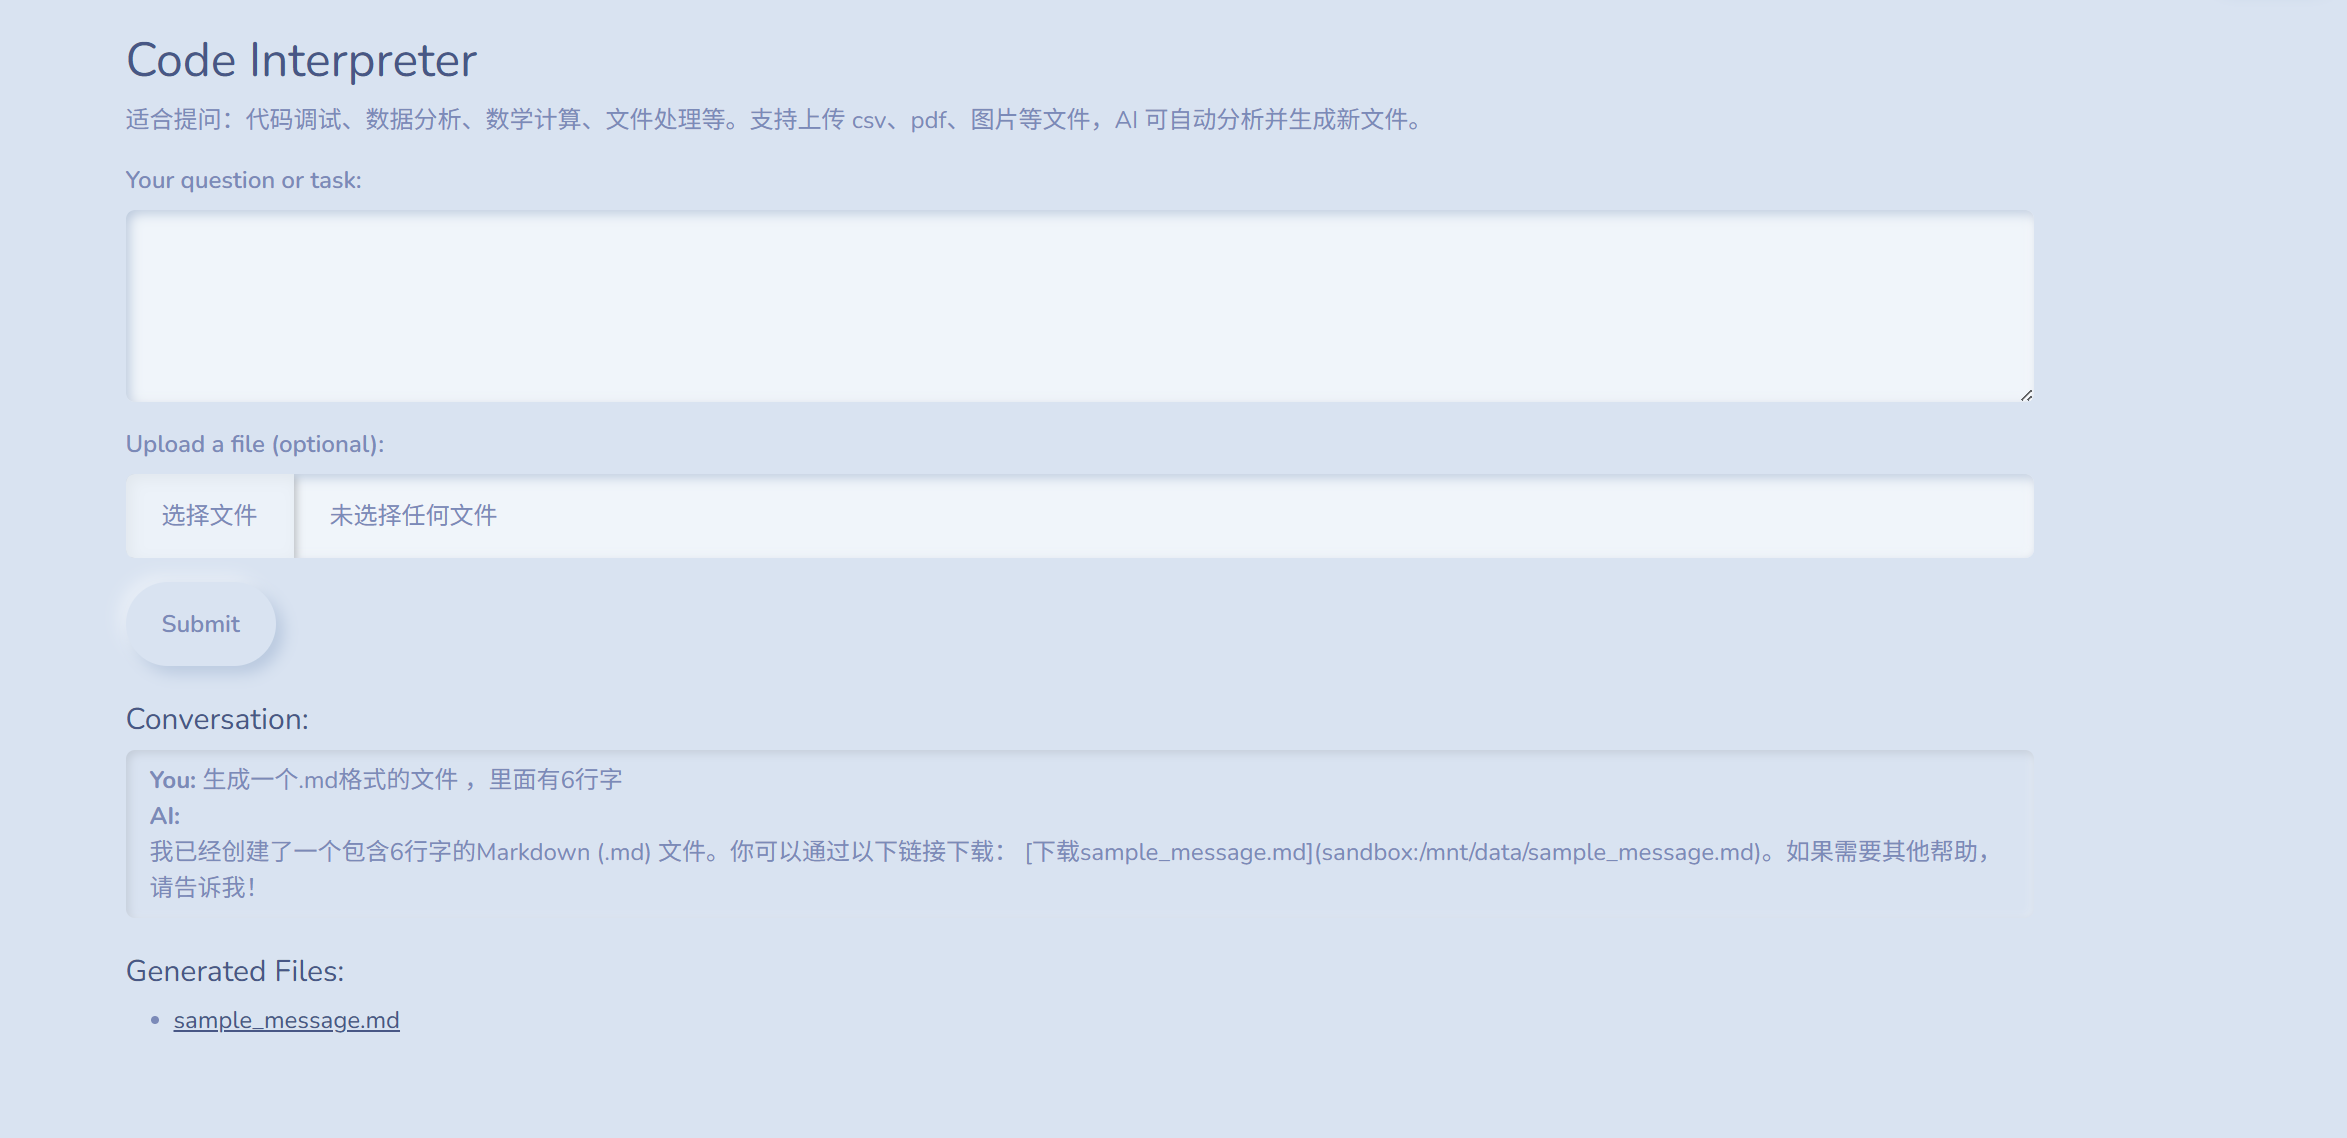 Code Interpreter
适合提问：代码调试、数据分析、数学计算、文件处理等。支持上传 csv、pdf、图片等文件，AI 可自动分析并生成新文件。
Your question or task:
Upload a file (optional):
选择文件 未选择任何文件
Submit
Conversation:
You: 生成一个.md格式的文件 ，里面有6行字
AI:
我已经创建了一个包含6行字的Markdown (.md) 文件。你可以通过以下链接下载： [下载sample_message.md](sandbox:/mnt/data/sample_message.md)。如果需要其他帮助，
请告诉我！
Generated Files:
sample_message.md